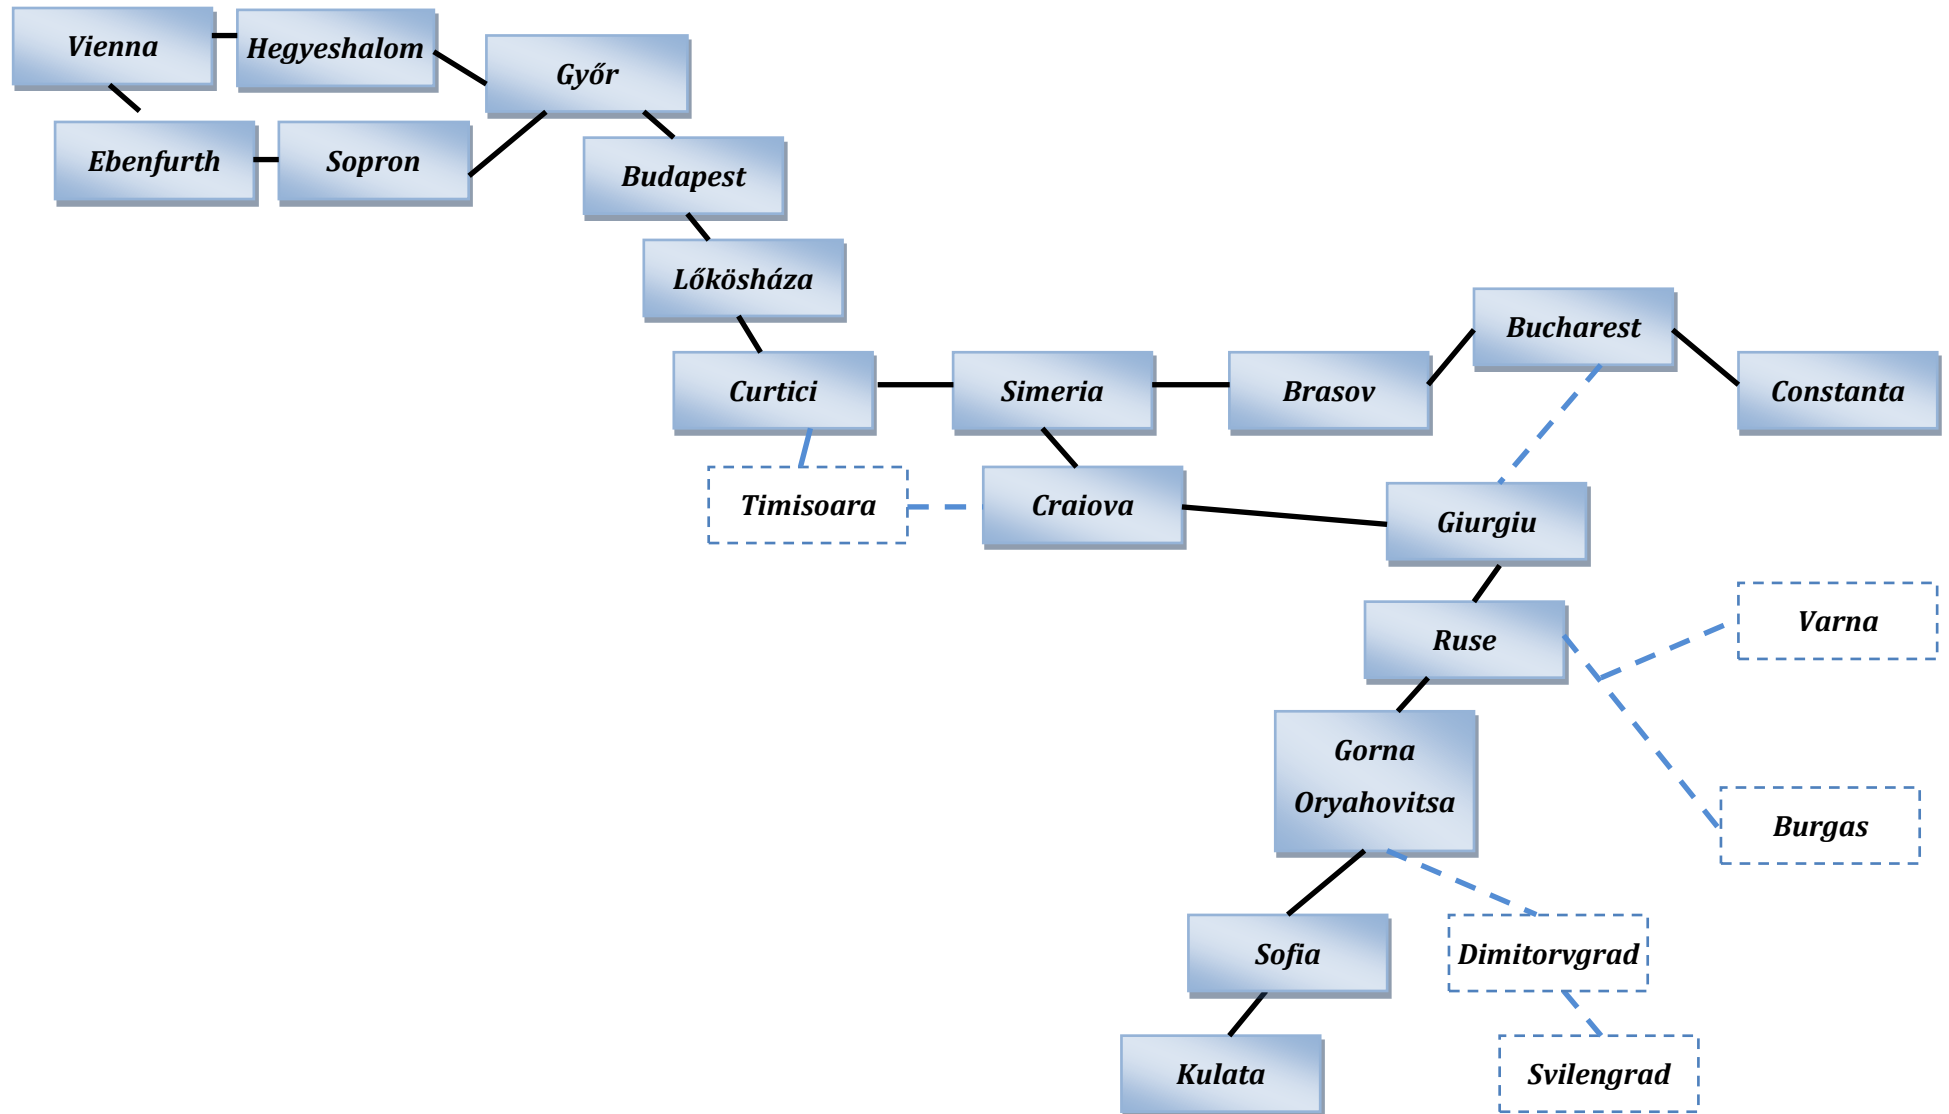 Vienna
Hegyeshalom
Győr
Ebenfurth
Sopron
Budapest
Lőkösháza
Bucharest
Curtici
Simeria
Brasov
Constanta
Timisoara
Craiova
Giurgiu
Varna
Ruse
Gorna
Oryahovitsa
Burgas
Sofia
Dimitorvgrad
Kulata
Svilengrad